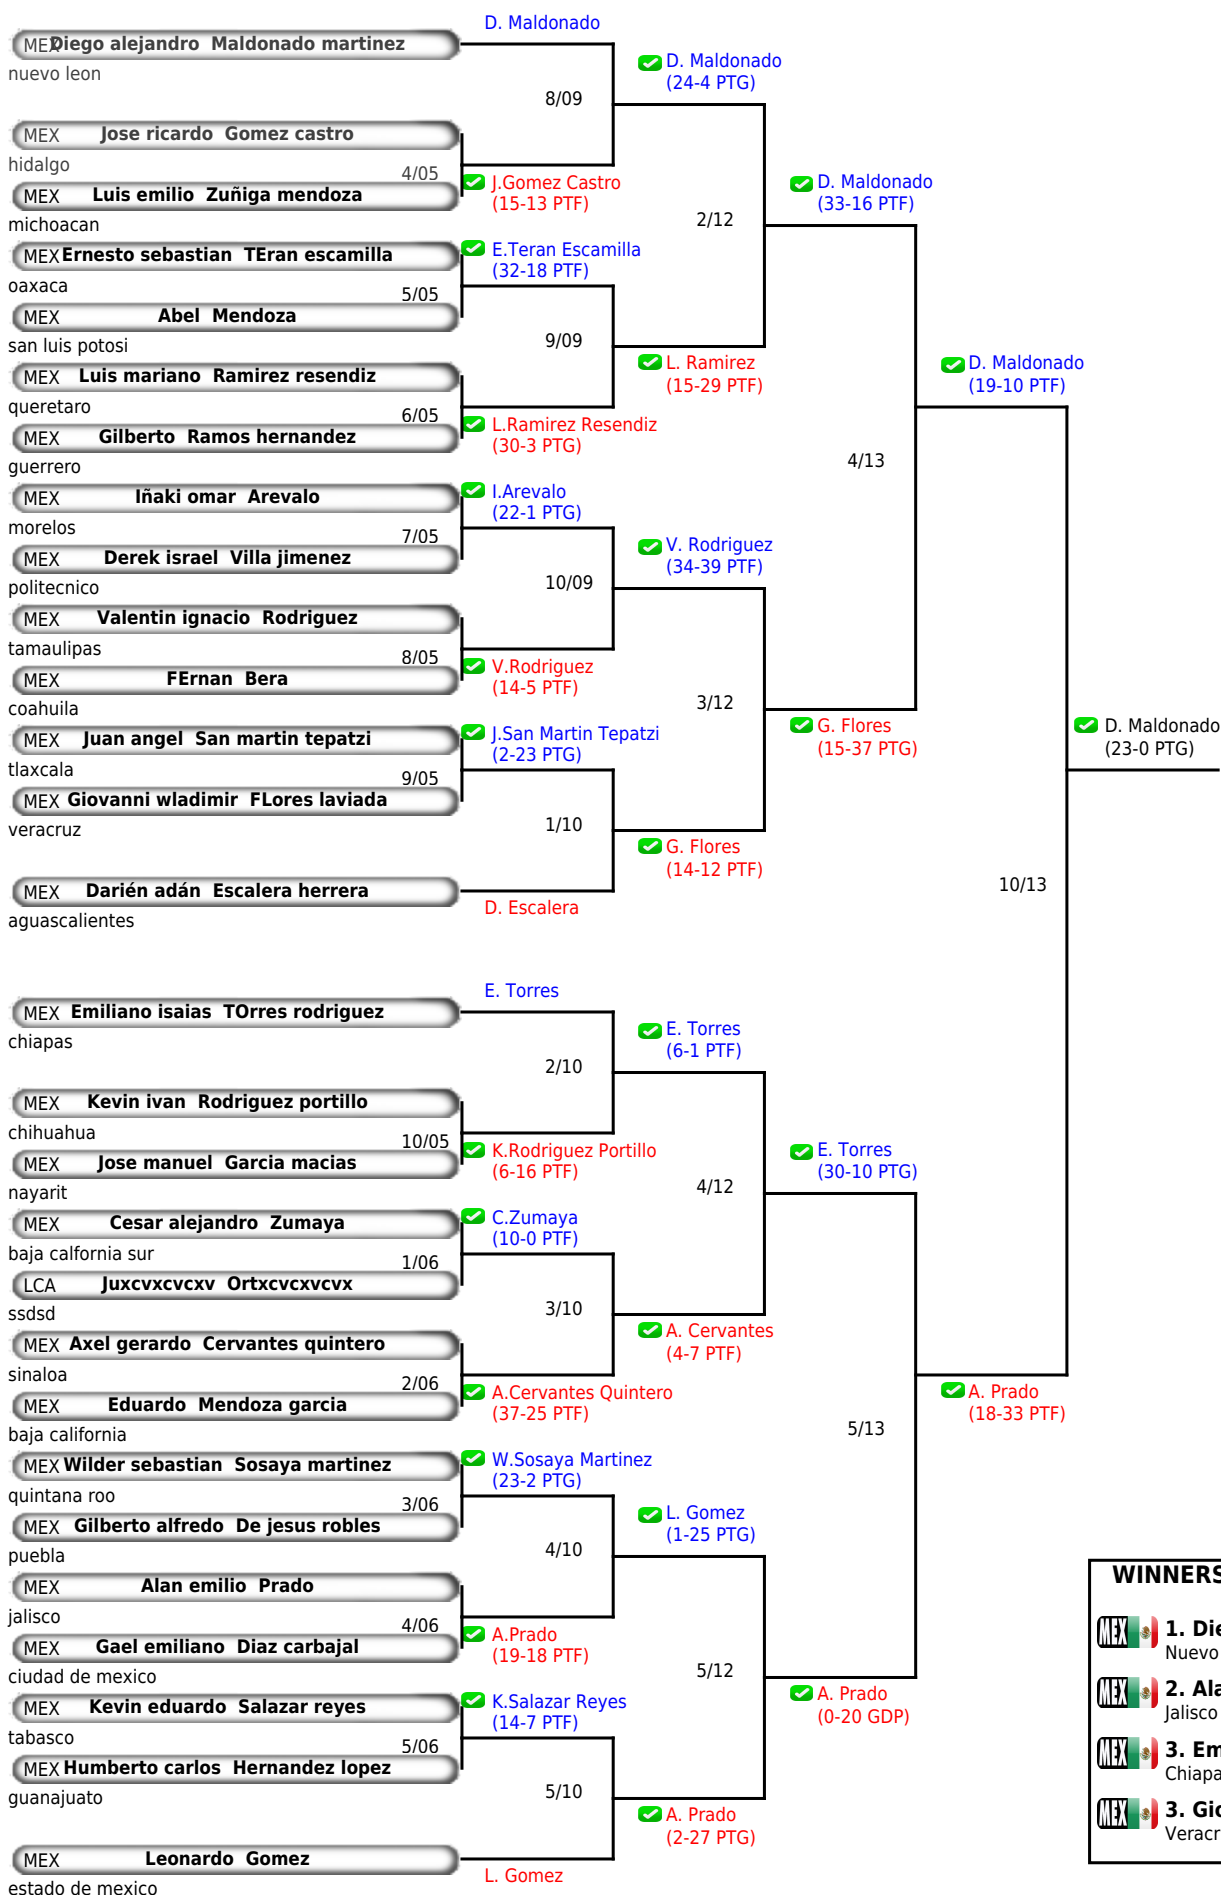 D. Maldonado
MEX Diego alejandro Maldonado martinez
nuevo leon
D. Maldonado
(24-4 PTG)
8/09
MEX Jose ricardo Gomez castro
hidalgo
4/05
J.Gomez Castro
(15-13 PTF)
D. Maldonado
(33-16 PTF)
MEX Luis emilio Zuñiga mendoza
michoacan
2/12
MEX Ernesto sebastian TEran escamilla
E.Teran Escamilla
(32-18 PTF)
oaxaca
5/05
MEX Abel Mendoza
san luis potosi
9/09
L. Ramirez
(15-29 PTF)
D. Maldonado
(19-10 PTF)
MEX Luis mariano Ramirez resendiz
queretaro
6/05
L.Ramirez Resendiz
(30-3 PTG)
MEX Gilberto Ramos hernandez
guerrero
4/13
MEX Iñaki omar Arevalo
I.Arevalo
(22-1 PTG)
morelos
7/05
V. Rodriguez
(34-39 PTF)
MEX Derek israel Villa jimenez
politecnico
10/09
MEX Valentin ignacio Rodriguez
tamaulipas
8/05
V.Rodriguez
(14-5 PTF)
MEX FErnan Bera
coahuila
3/12
G. Flores
(15-37 PTG)
D. Maldonado
(23-0 PTG)
MEX Juan angel San martin tepatzi
J.San Martin Tepatzi
(2-23 PTG)
tlaxcala
9/05
MEX Giovanni wladimir FLores laviada
veracruz
1/10
G. Flores
(14-12 PTF)
10/13
MEX Darién adán Escalera herrera
aguascalientes
D. Escalera
E. Torres
MEX Emiliano isaias TOrres rodriguez
chiapas
E. Torres
(6-1 PTF)
2/10
MEX Kevin ivan Rodriguez portillo
chihuahua
10/05
K.Rodriguez Portillo
(6-16 PTF)
E. Torres
(30-10 PTG)
MEX Jose manuel Garcia macias
nayarit
4/12
MEX Cesar alejandro Zumaya
C.Zumaya
(10-0 PTF)
baja calfornia sur
1/06
LCA Juxcvxcvcxv Ortxcvcxvcvx
ssdsd
3/10
A. Cervantes
(4-7 PTF)
MEX Axel gerardo Cervantes quintero
sinaloa
2/06
A.Cervantes Quintero
(37-25 PTF)
A. Prado
(18-33 PTF)
MEX Eduardo Mendoza garcia
baja california
5/13
MEX Wilder sebastian Sosaya martinez
W.Sosaya Martinez
(23-2 PTG)
quintana roo
3/06
L. Gomez
(1-25 PTG)
MEX Gilberto alfredo De jesus robles
puebla
4/10
MEX Alan emilio Prado
jalisco
4/06
A.Prado
(19-18 PTF)
MEX Gael emiliano Diaz carbajal
ciudad de mexico
5/12
A. Prado
(0-20 GDP)
MEX Kevin eduardo Salazar reyes
K.Salazar Reyes
(14-7 PTF)
tabasco
5/06
MEX Humberto carlos Hernandez lopez
guanajuato
5/10
A. Prado
(2-27 PTG)
MEX Leonardo Gomez
estado de mexico
L. Gomez
WINNERS
MEX 1. Die
Nuevo
MEX 2. Ala
Jalisco
MEX 3. Em
Chiapa
MEX 3. Gio
Veracr